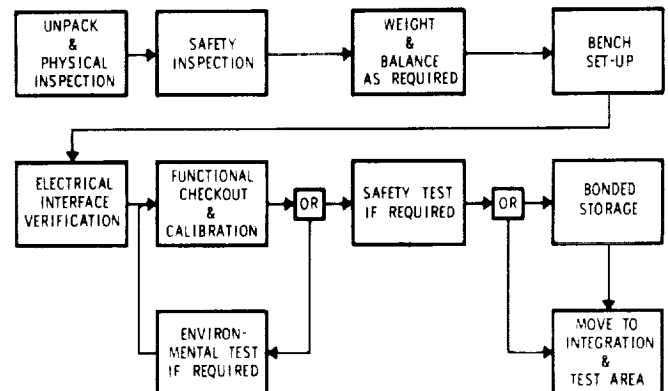 UNPACK
&
PHYSICAL
INSPECTION
SAFETY
INSPECTION
WEIGHT
&
BALANCE
AS REQUIRED
BENCH
SET-UP
ELECTRICAL
INTERFACE
VERIFICATION
FUNCTIONAL
CHECKOUT
&
CALIBRATION
OR
SAFETY TEST
IF REQUIRED
OR
BONDED
STORAGE
ENVIRON-
MENTAL TEST
IF REQUIRED
MOVE TO
INTEGRATION
&
TEST AREA